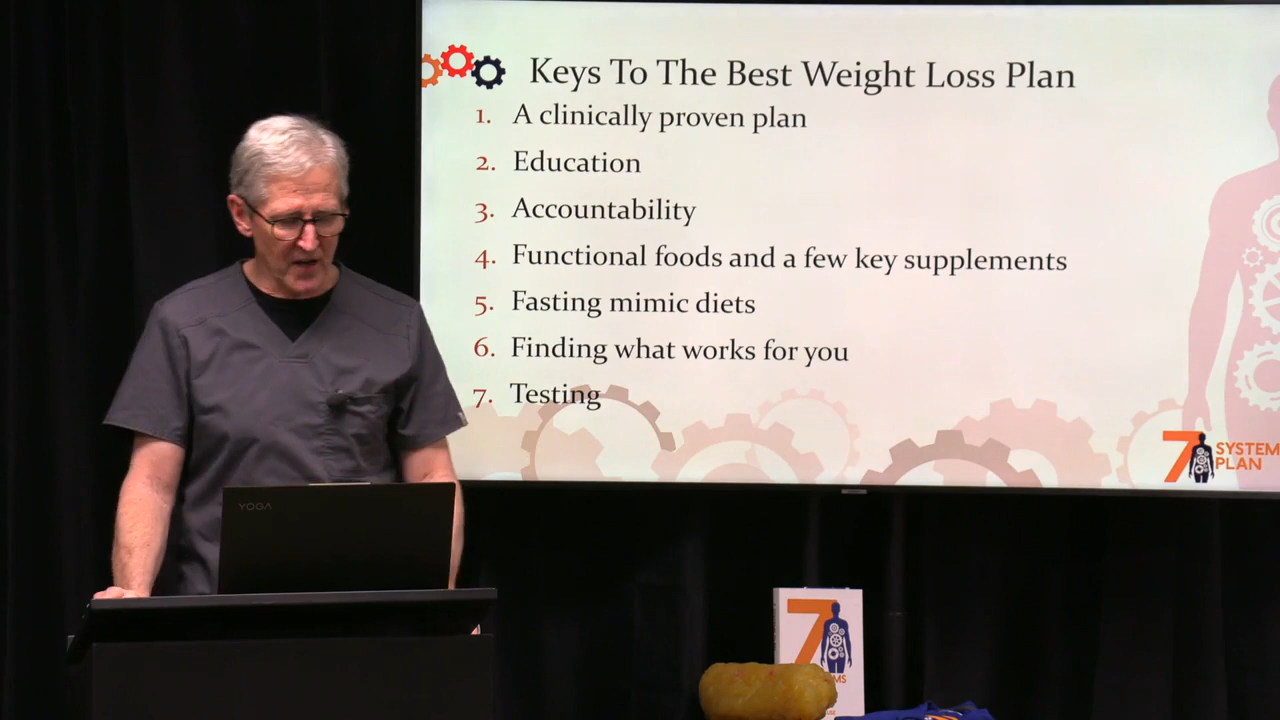 Keys To The Best Weight Loss Plan
1. A clinically proven plan
2. Education
3. Accountability
4. Functional foods and a few key supplements
5. Fasting mimic diets
6. Finding what works for you
7. Testing
7 SYSTEM
PLAN
YOGA
7